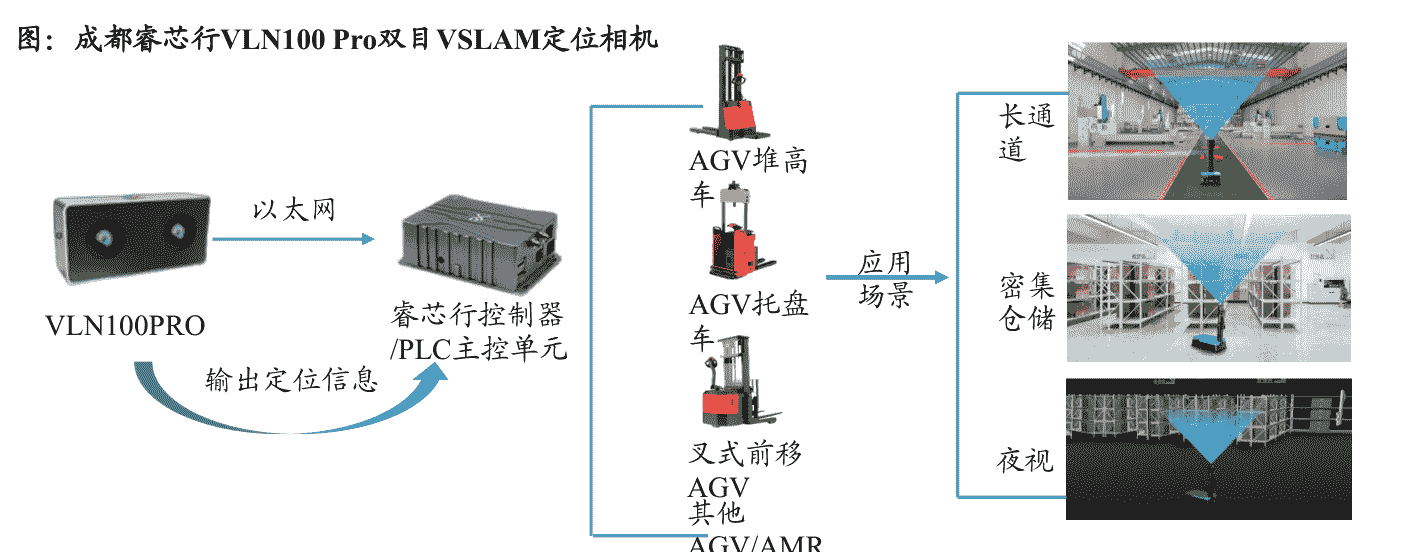 图：成都睿芯行VLN100 Pro双目VSLAM定位相机
VLN100PRO
以太网
输出定位信息
睿芯行控制器
/PLC主控单元
AGV堆高
车
AGV托盘
车
叉式前移
AGV
其他
AGV/AMR
应用
场景
长通
道
密集
仓储
夜视